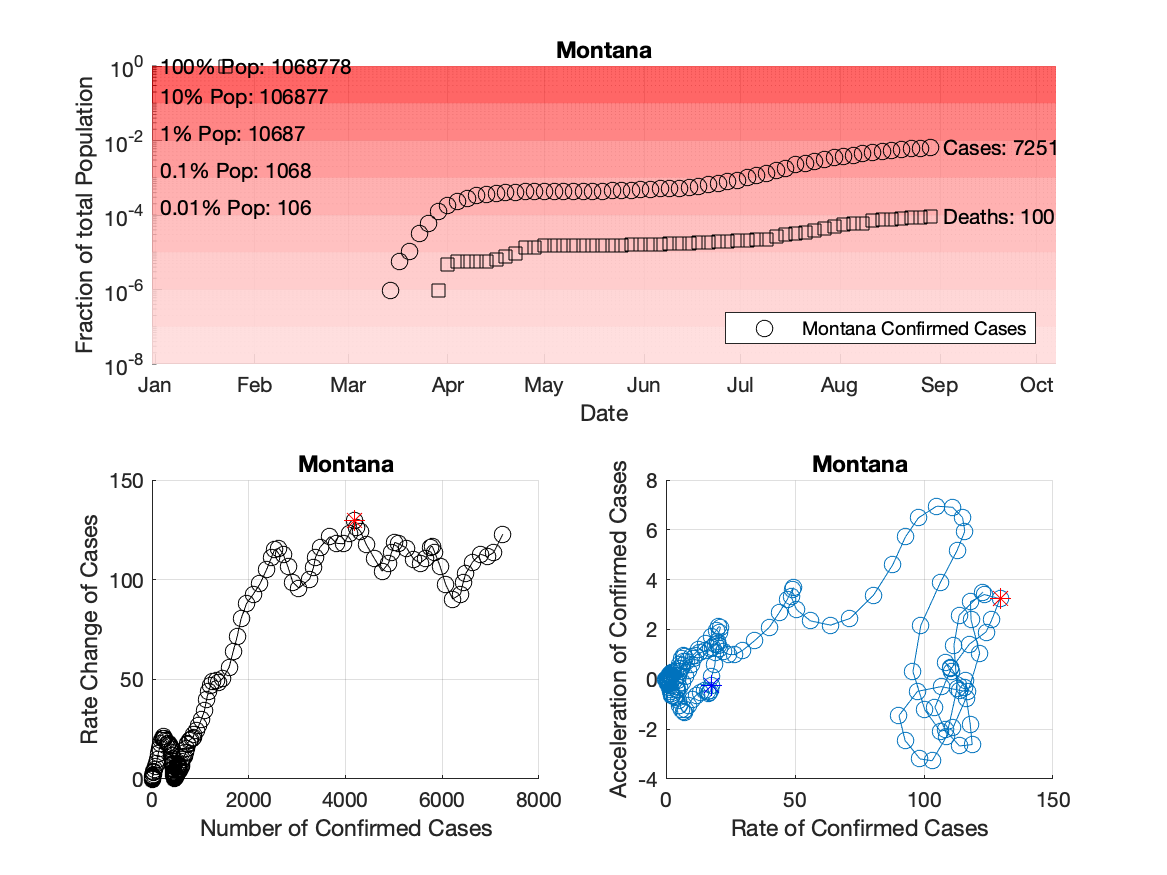 Montana
Fraction of total Population
10^0
10^-2
10^-4
10^-6
10^-8
100% Pop: 1068778
10% Pop: 106877
1% Pop: 10687
0.1% Pop: 1068
0.01% Pop: 106
Cases: 7251
Deaths: 100
Montana Confirmed Cases
Jan Feb Mar Apr May Jun Jul Aug Sep Oct
Date
Montana
Rate Change of Cases
150
100
50
0
0 2000 4000 6000 8000
Number of Confirmed Cases
Montana
Acceleration of Confirmed Cases
8
6
4
2
0
-2
-4
0 50 100 150
Rate of Confirmed Cases